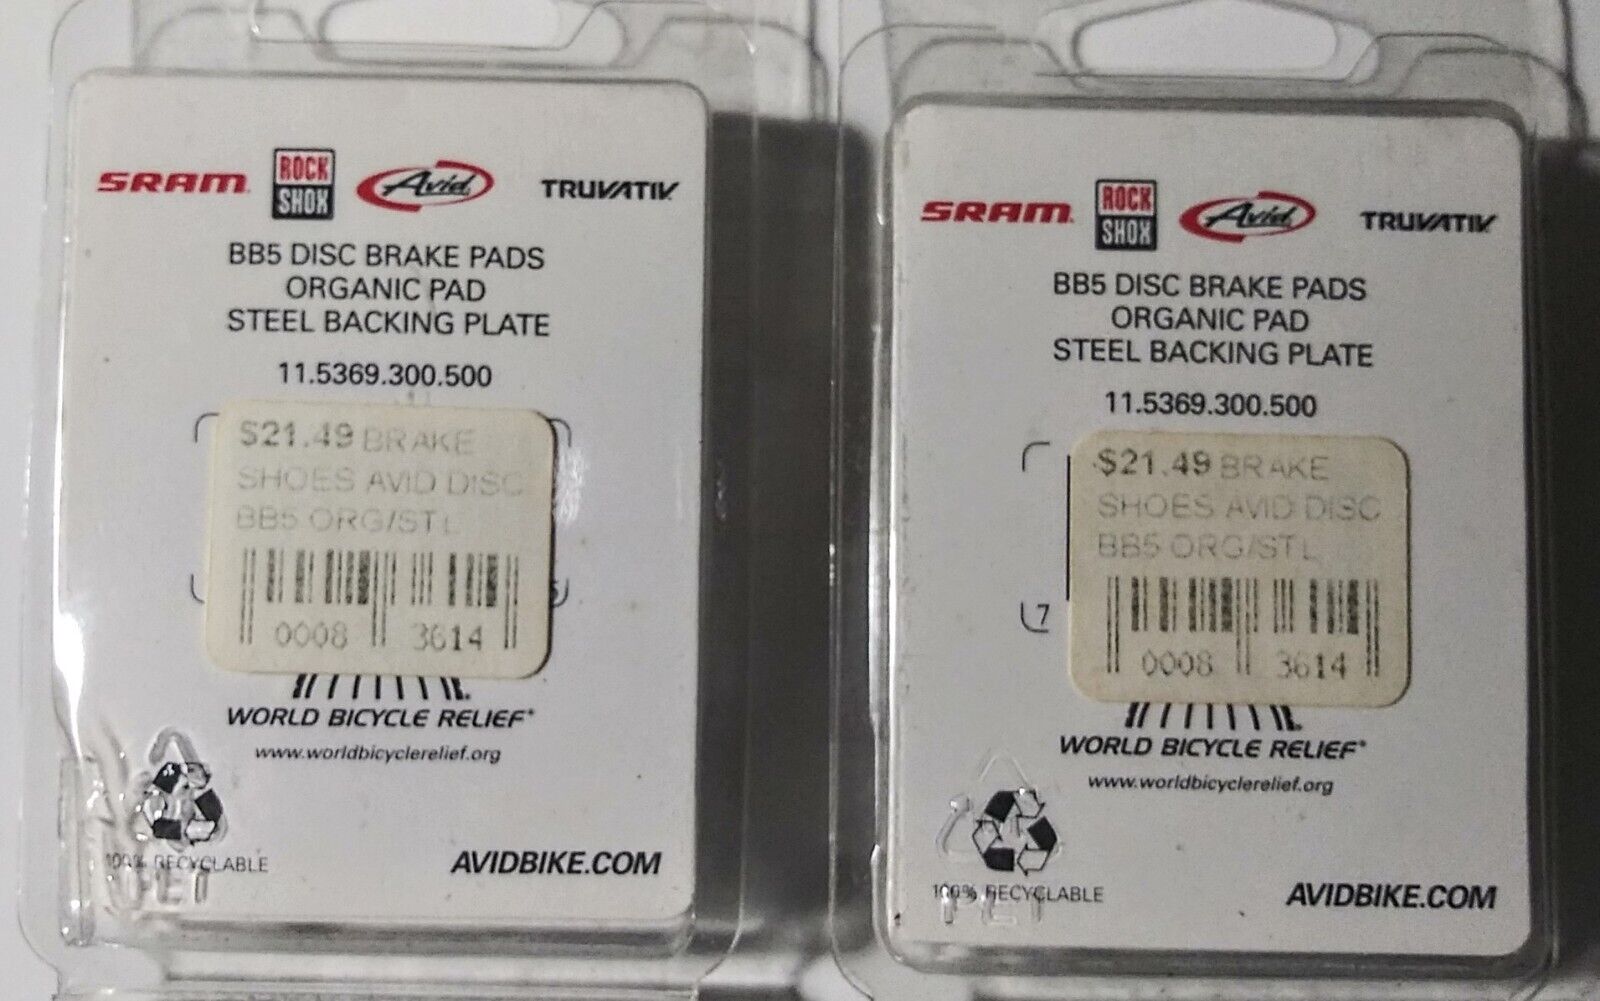 SRAM ROCK SHOX Avid TRUVATIV
BB5 DISC BRAKE PADS
ORGANIC PAD
STEEL BACKING PLATE
11.5369.300.500
$21.49 BRAKE
SHOES AVID DISC
BB5 ORG/STL
0008 3614
WORLD BICYCLE RELIEF®
www.worldbicyclerelief.org
100% RECYCLABLE
PET
AVIDBIKE.COM
SRAM ROCK SHOX Avid TRUVATIV
BB5 DISC BRAKE PADS
ORGANIC PAD
STEEL BACKING PLATE
11.5369.300.500
$21.49 BRAKE
SHOES AVID DISC
BB5 ORG/STL
7
0008 3614
WORLD BICYCLE RELIEF®
www.worldbicyclerelief.org
100% RECYCLABLE
PET
AVIDBIKE.COM